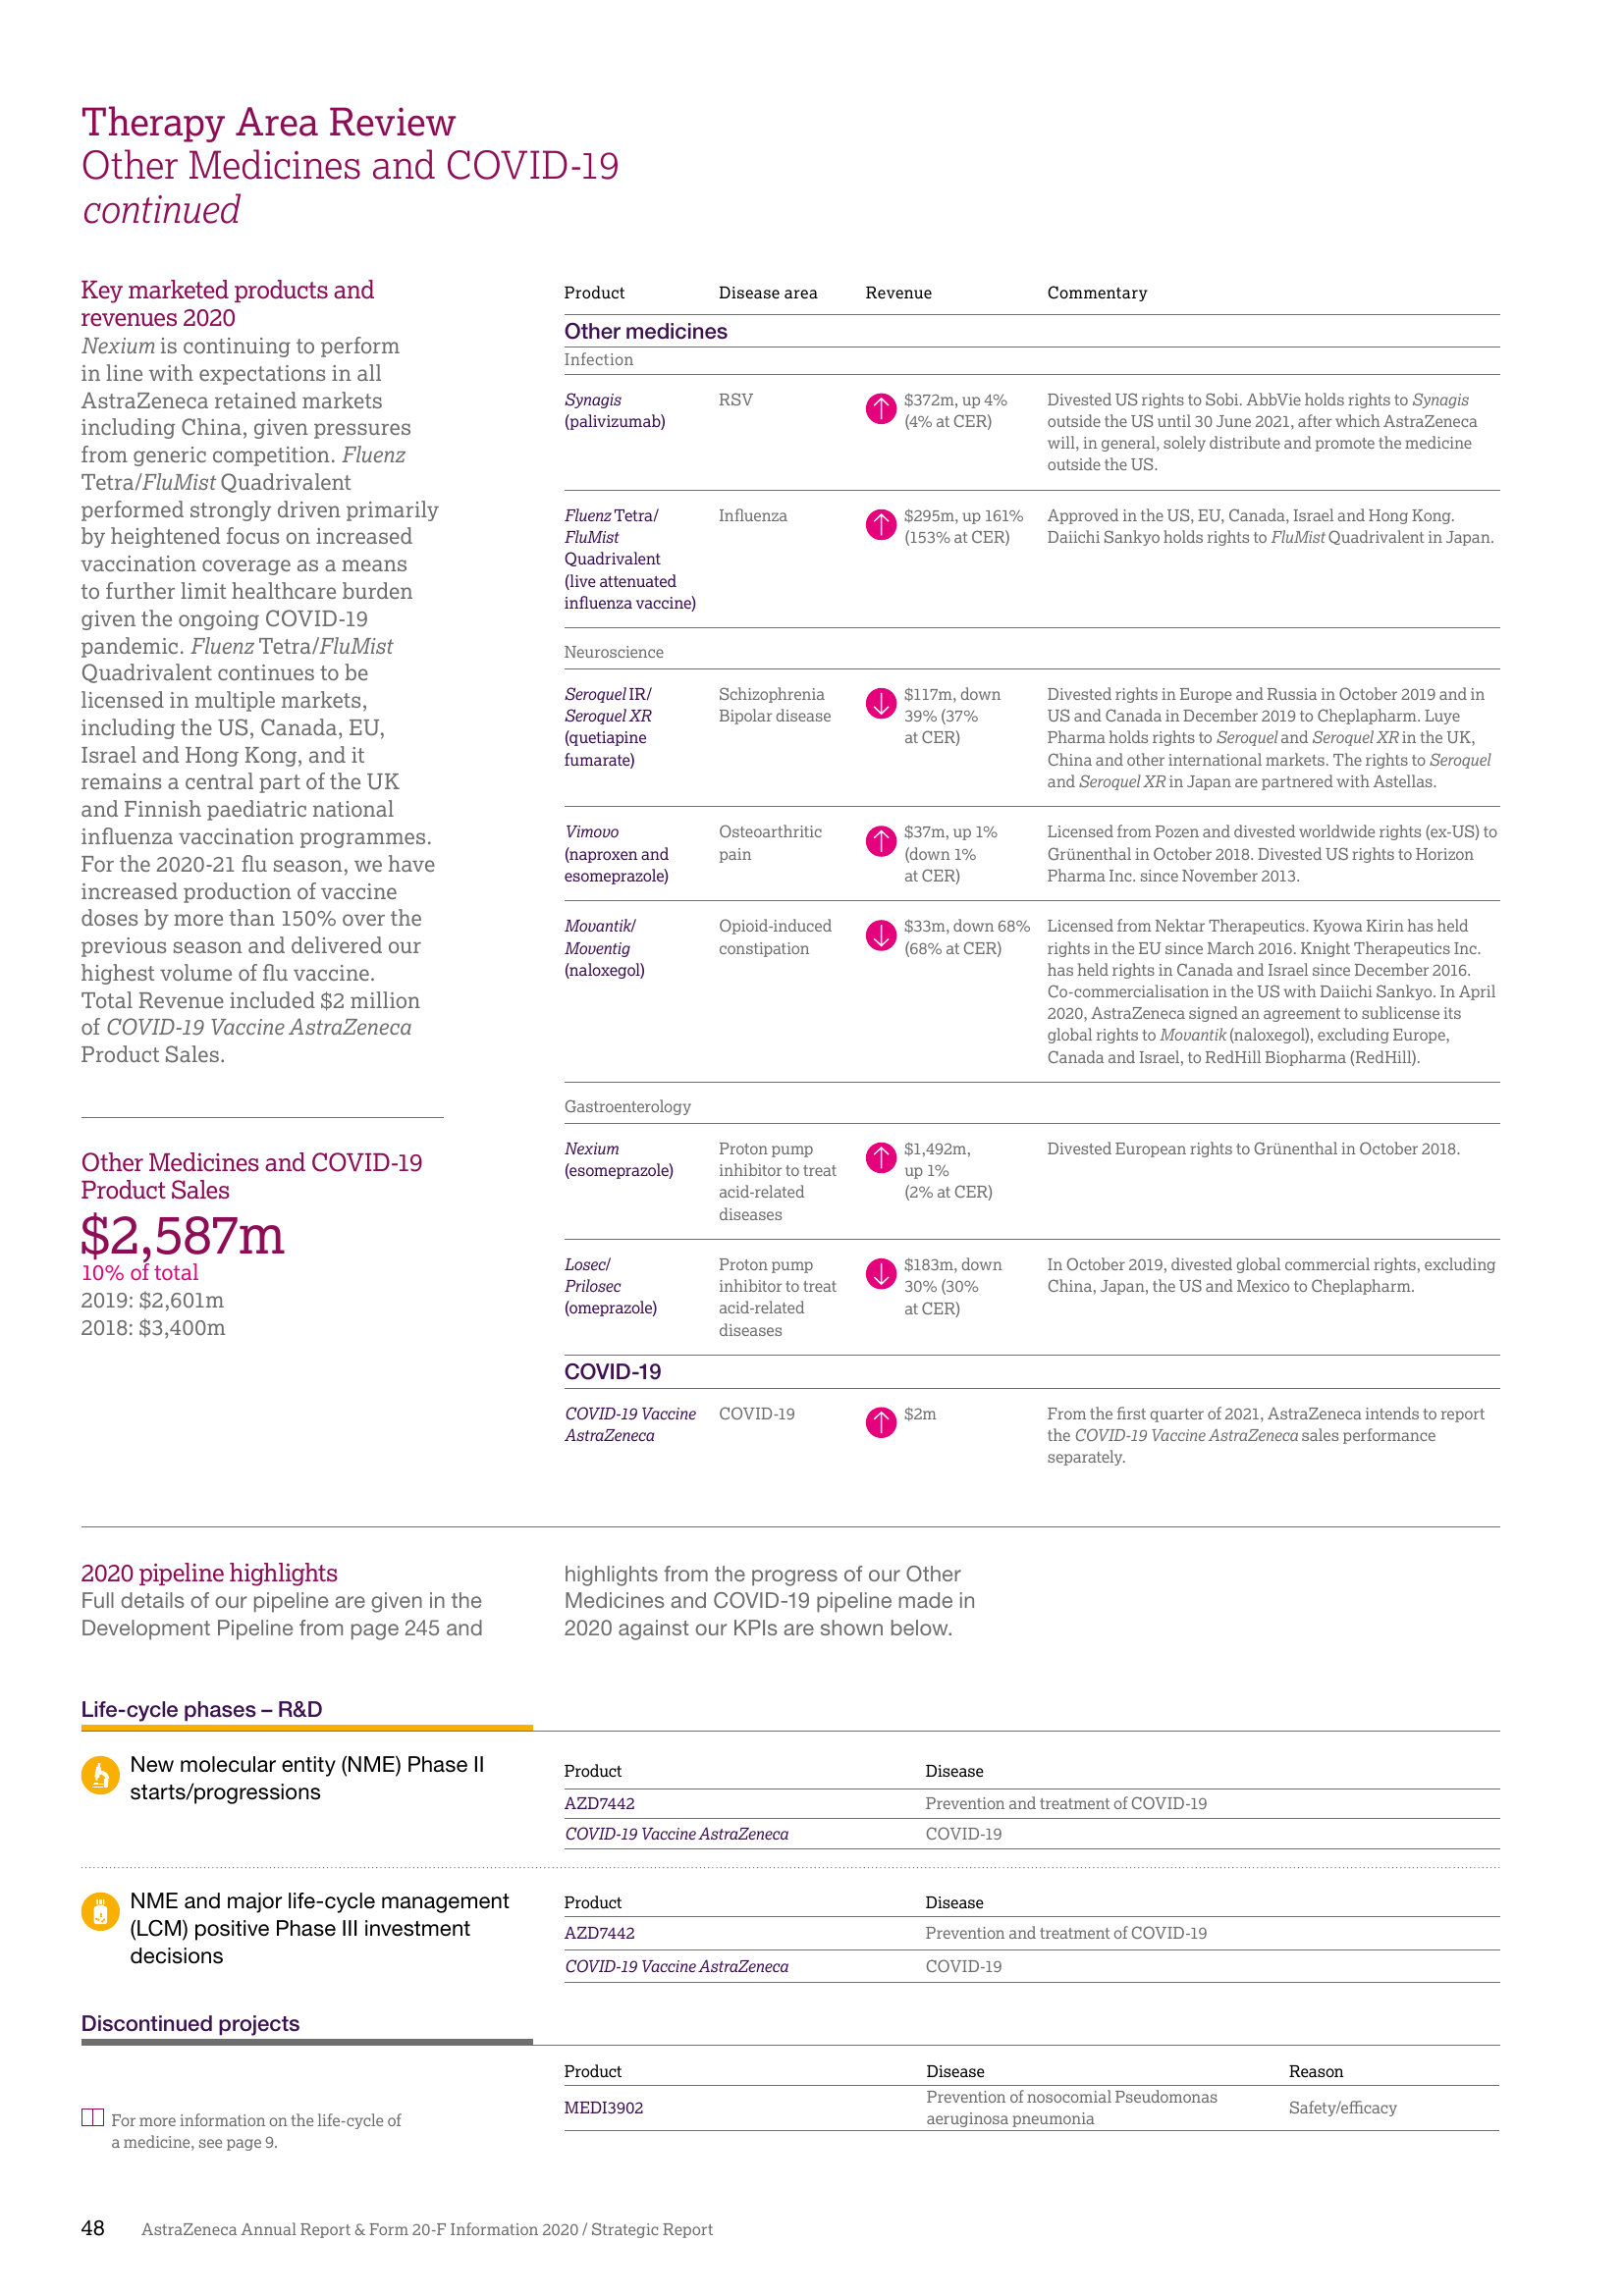 Therapy Area Review
Other Medicines and COVID-19
continued
Key marketed products and
revenues 2020
Nexium is continuing to perform
in line with expectations in all
AstraZeneca retained markets
including China, given pressures
from generic competition. Fluenz
Tetra/FluMist Quadrivalent
performed strongly driven primarily
by heightened focus on increased
vaccination coverage as a means
to further limit healthcare burden
given the ongoing COVID-19
pandemic. Fluenz Tetra/FluMist
Quadrivalent continues to be
licensed in multiple markets,
including the US, Canada, EU,
Israel and Hong Kong, and it
remains a central part of the UK
and Finnish paediatric national
influenza vaccination programmes.
For the 2020-21 flu season, we have
increased production of vaccine
doses by more than 150% over the
previous season and delivered our
highest volume of flu vaccine.
Total Revenue included $2 million
of COVID-19 Vaccine AstraZeneca
Product Sales.
Other Medicines and COVID-19
Product Sales
$2,587m
10% of total
2019: $2,601m
2018: $3,400m
Product Disease area Revenue Commentary
Other medicines
Infection
Synagis RSV $372m, up 4% Divested US rights to Sobi. AbbVie holds rights to Synagis
(palivizumab) (4% at CER) outside the US until 30 June 2021, after which AstraZeneca
will, in general, solely distribute and promote the medicine
outside the US.
Fluenz Tetra/ Influenza $295m, up 161% Approved in the US, EU, Canada, Israel and Hong Kong.
FluMist (153% at CER) Daiichi Sankyo holds rights to FluMist Quadrivalent in Japan.
Quadrivalent
(live attenuated
influenza vaccine)
Neuroscience
Seroquel IR/ Schizophrenia $117m, down Divested rights in Europe and Russia in October 2019 and in
Seroquel XR Bipolar disease 39% (37% US and Canada in December 2019 to Cheplapharm. Luye
(quetiapine at CER) Pharma holds rights to Seroquel and Seroquel XR in the UK,
fumarate) China and other international markets. The rights to Seroquel
and Seroquel XR in Japan are partnered with Astellas.
Vimovo Osteoarthritic $37m, up 1% Licensed from Pozen and divested worldwide rights (ex-US) to
(naproxen and pain (down 1% Grünenthal in October 2018. Divested US rights to Horizon
esomeprazole) at CER) Pharma Inc. since November 2013.
Movantik/ Opioid-induced $33m, down 68% Licensed from Nektar Therapeutics. Kyowa Kirin has held
Moventig constipation (68% at CER) rights in the EU since March 2016. Knight Therapeutics Inc.
(naloxegol) has held rights in Canada and Israel since December 2016.
Co-commercialisation in the US with Daiichi Sankyo. In April
2020, AstraZeneca signed an agreement to sublicense its
global rights to Movantik (naloxegol), excluding Europe,
Canada and Israel, to RedHill Biopharma (RedHill).
Gastroenterology
Nexium Proton pump $1,492m, Divested European rights to Grünenthal in October 2018.
(esomeprazole) inhibitor to treat up 1%
acid-related (2% at CER)
diseases
Losec/ Proton pump $183m, down In October 2019, divested global commercial rights, excluding
Prilosec inhibitor to treat 30% (30% China, Japan, the US and Mexico to Cheplapharm.
(omeprazole) acid-related at CER)
diseases
COVID-19
COVID-19 Vaccine COVID-19 $2m From the first quarter of 2021, AstraZeneca intends to report
AstraZeneca the COVID-19 Vaccine AstraZeneca sales performance
separately.
2020 pipeline highlights
Full details of our pipeline are given in the
Development Pipeline from page 245 and
highlights from the progress of our Other
Medicines and COVID-19 pipeline made in
2020 against our KPIs are shown below.
Life-cycle phases – R&D
New molecular entity (NME) Phase II
starts/progressions
Product Disease
AZD7442 Prevention and treatment of COVID-19
COVID-19 Vaccine AstraZeneca COVID-19
NME and major life-cycle management
(LCM) positive Phase III investment
decisions
Product Disease
AZD7442 Prevention and treatment of COVID-19
COVID-19 Vaccine AstraZeneca COVID-19
Discontinued projects
Product Disease Reason
MEDI3902 Prevention of nosocomial Pseudomonas
aeruginosa pneumonia Safety/efficacy
For more information on the life-cycle of
a medicine, see page 9.
48 AstraZeneca Annual Report & Form 20-F Information 2020 / Strategic Report